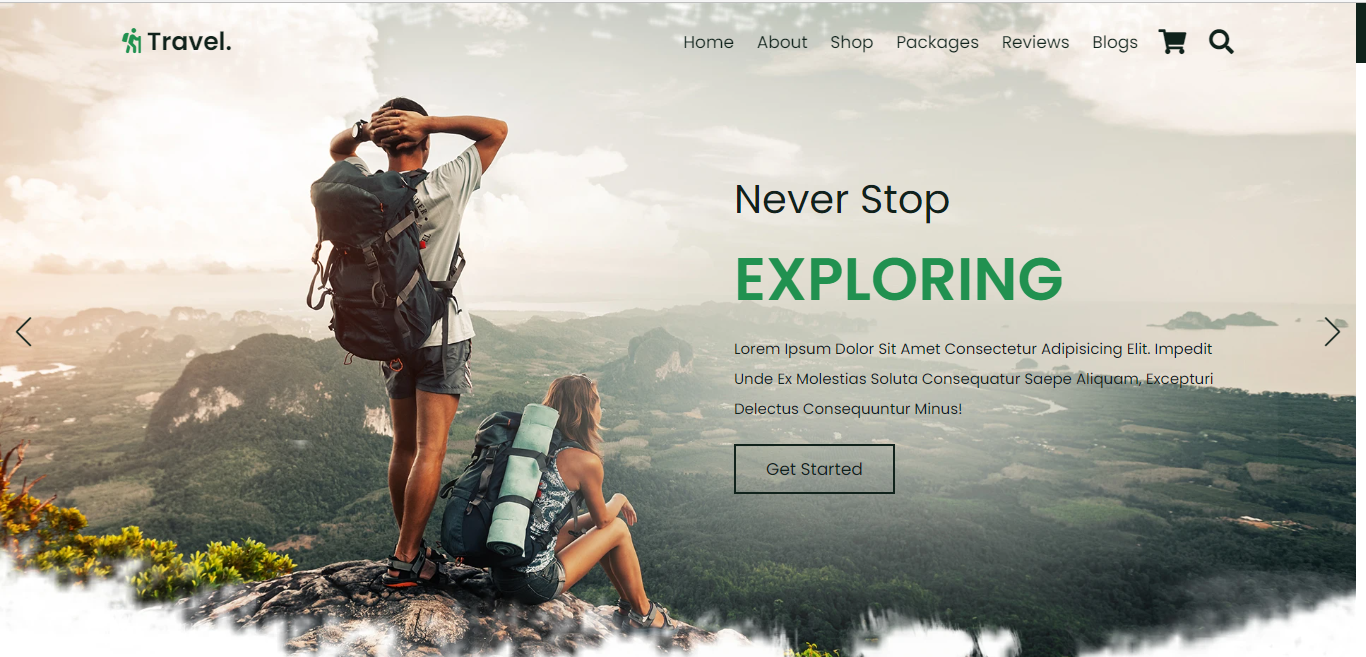 Travel.
Home About Shop Packages Reviews Blogs
Never Stop
EXPLORING
Lorem Ipsum Dolor Sit Amet Consectetur Adipisicing Elit. Impedit
Unde Ex Molestias Soluta Consequatur Saepe Aliquam, Excepturi
Delectus Consequuntur Minus!
Get Started